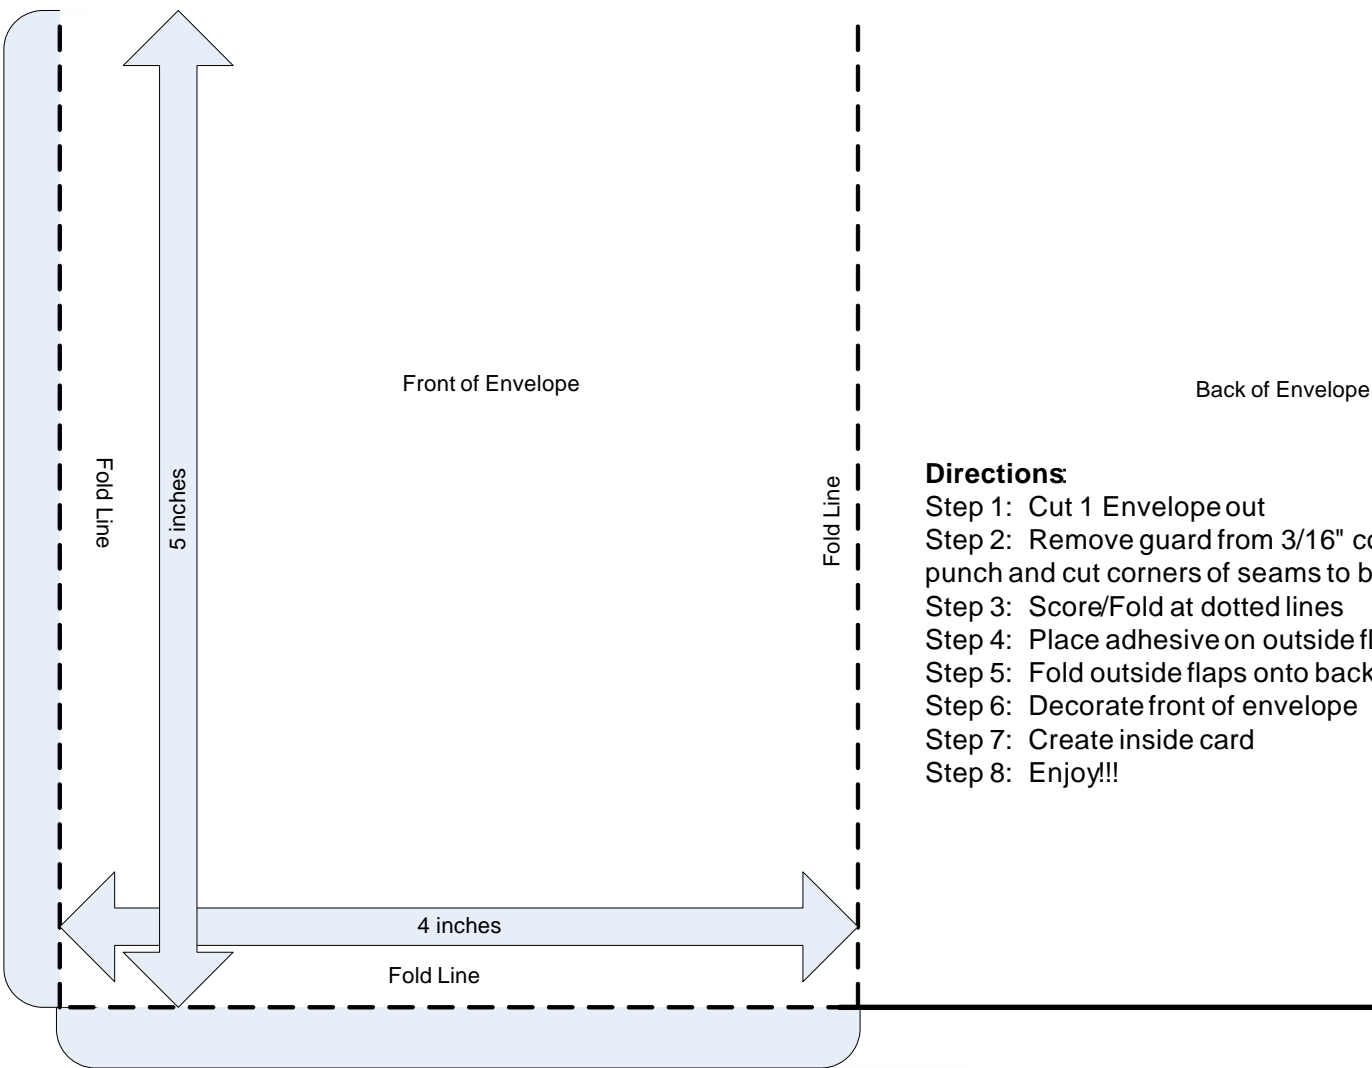 Front of Envelope
Back of Envelope
Fold Line
5 inches
Fold Line
Directions:
Step 1: Cut 1 Envelope out
Step 2: Remove guard from 3/16"
punch and cut corners of seams to
Step 3: Score/Fold at dotted lines
Step 4: Place adhesive on outside
Step 5: Fold outside flaps onto back
Step 6: Decorate front of envelope
Step 7: Create inside card
Step 8: Enjoy!!!
4 inches
Fold Line